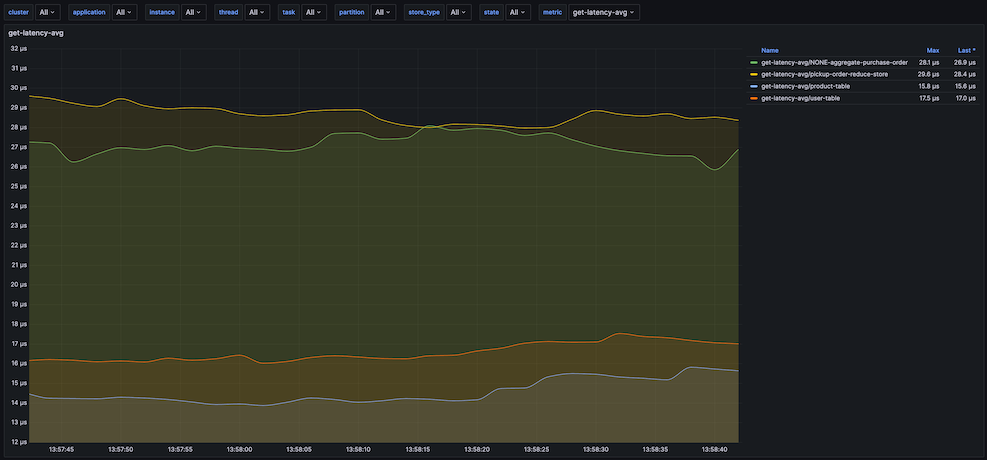 cluster All application All instance All thread All task All partition All store_type All state All metric get-latency-avg
get-latency-avg
32 µs
31 µs
30 µs
29 µs
28 µs
27 µs
26 µs
25 µs
24 µs
23 µs
22 µs
21 µs
20 µs
19 µs
18 µs
17 µs
16 µs
15 µs
14 µs
13 µs
12 µs
13:57:45 13:57:50 13:57:55 13:58:00 13:58:05 13:58:10 13:58:15 13:58:20 13:58:25 13:58:30 13:58:35 13:58:40
Name Max Last *
get-latency-avg/NONE-aggregate-purchase-order 28.1 µs 26.9 µs
get-latency-avg/pickup-order-reduce-store 29.6 µs 28.4 µs
get-latency-avg/product-table 15.8 µs 15.6 µs
get-latency-avg/user-table 17.5 µs 17.0 µs